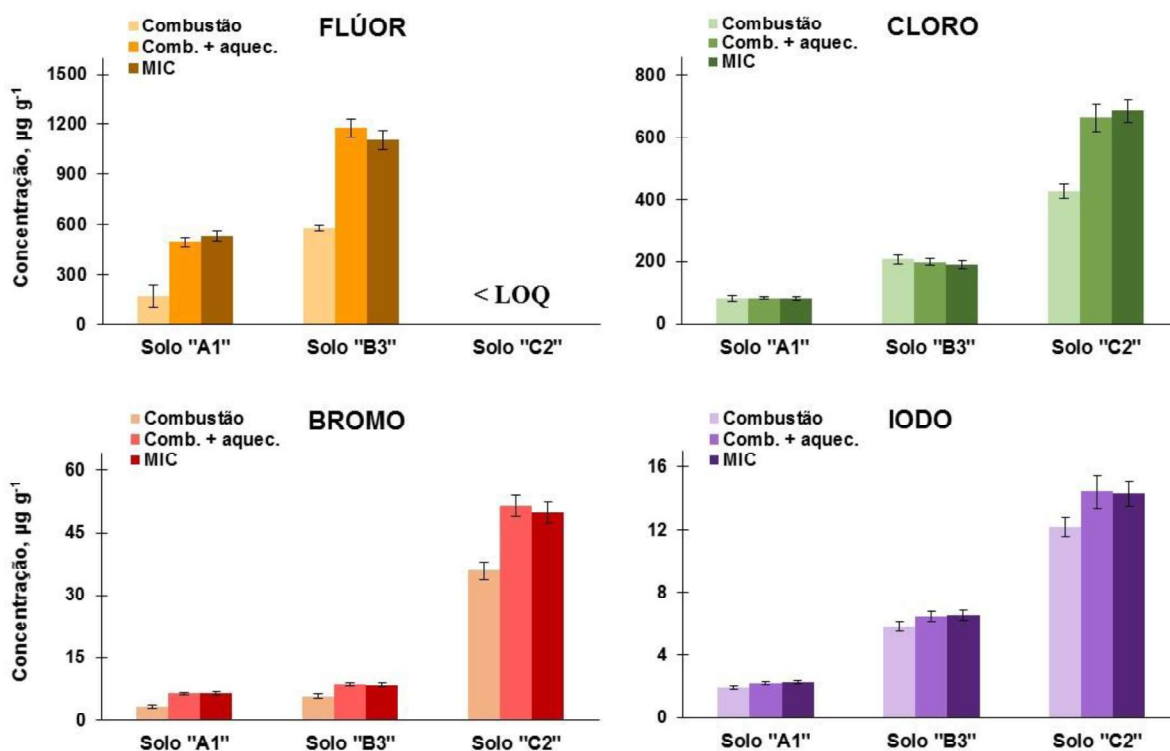 FLÚOR
Combustão
Comb. + aquec.
MIC
Concentração, µg g⁻¹
1500
1200
900
600
300
0
< LOQ
Solo "A1"
Solo "B3"
Solo "C2"
CLORO
Combustão
Comb. + aquec.
MIC
800
600
400
200
0
Solo "A1"
Solo "B3"
Solo "C2"
BROMO
Combustão
Comb. + aquec.
MIC
Concentração, µg g⁻¹
60
45
30
15
0
Solo "A1"
Solo "B3"
Solo "C2"
IODO
Combustão
Comb. + aquec.
MIC
16
12
8
4
0
Solo "A1"
Solo "B3"
Solo "C2"